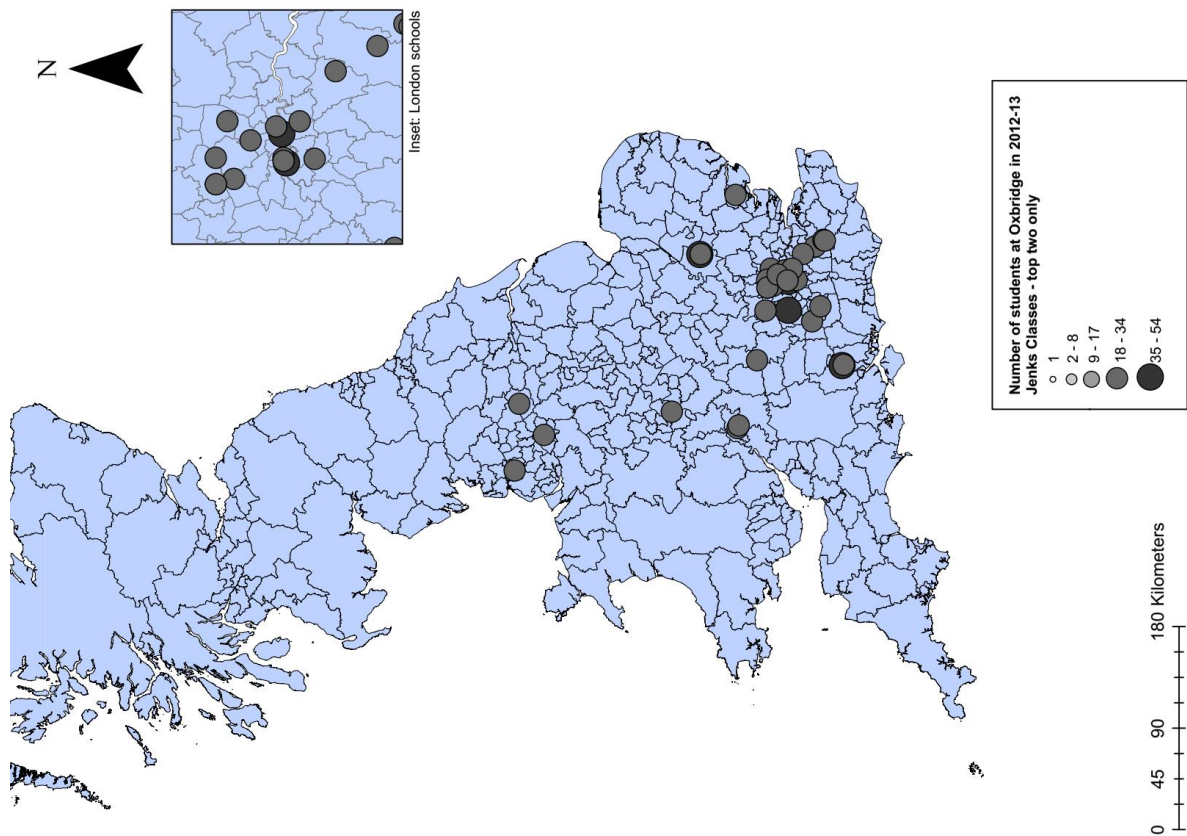 N
Inset: London schools
Number of students at Oxbridge in 2012-13
Jenks Classes - top two only
1
2 - 8
9 - 17
18 - 34
35 - 54
0 45 90 180 Kilometers